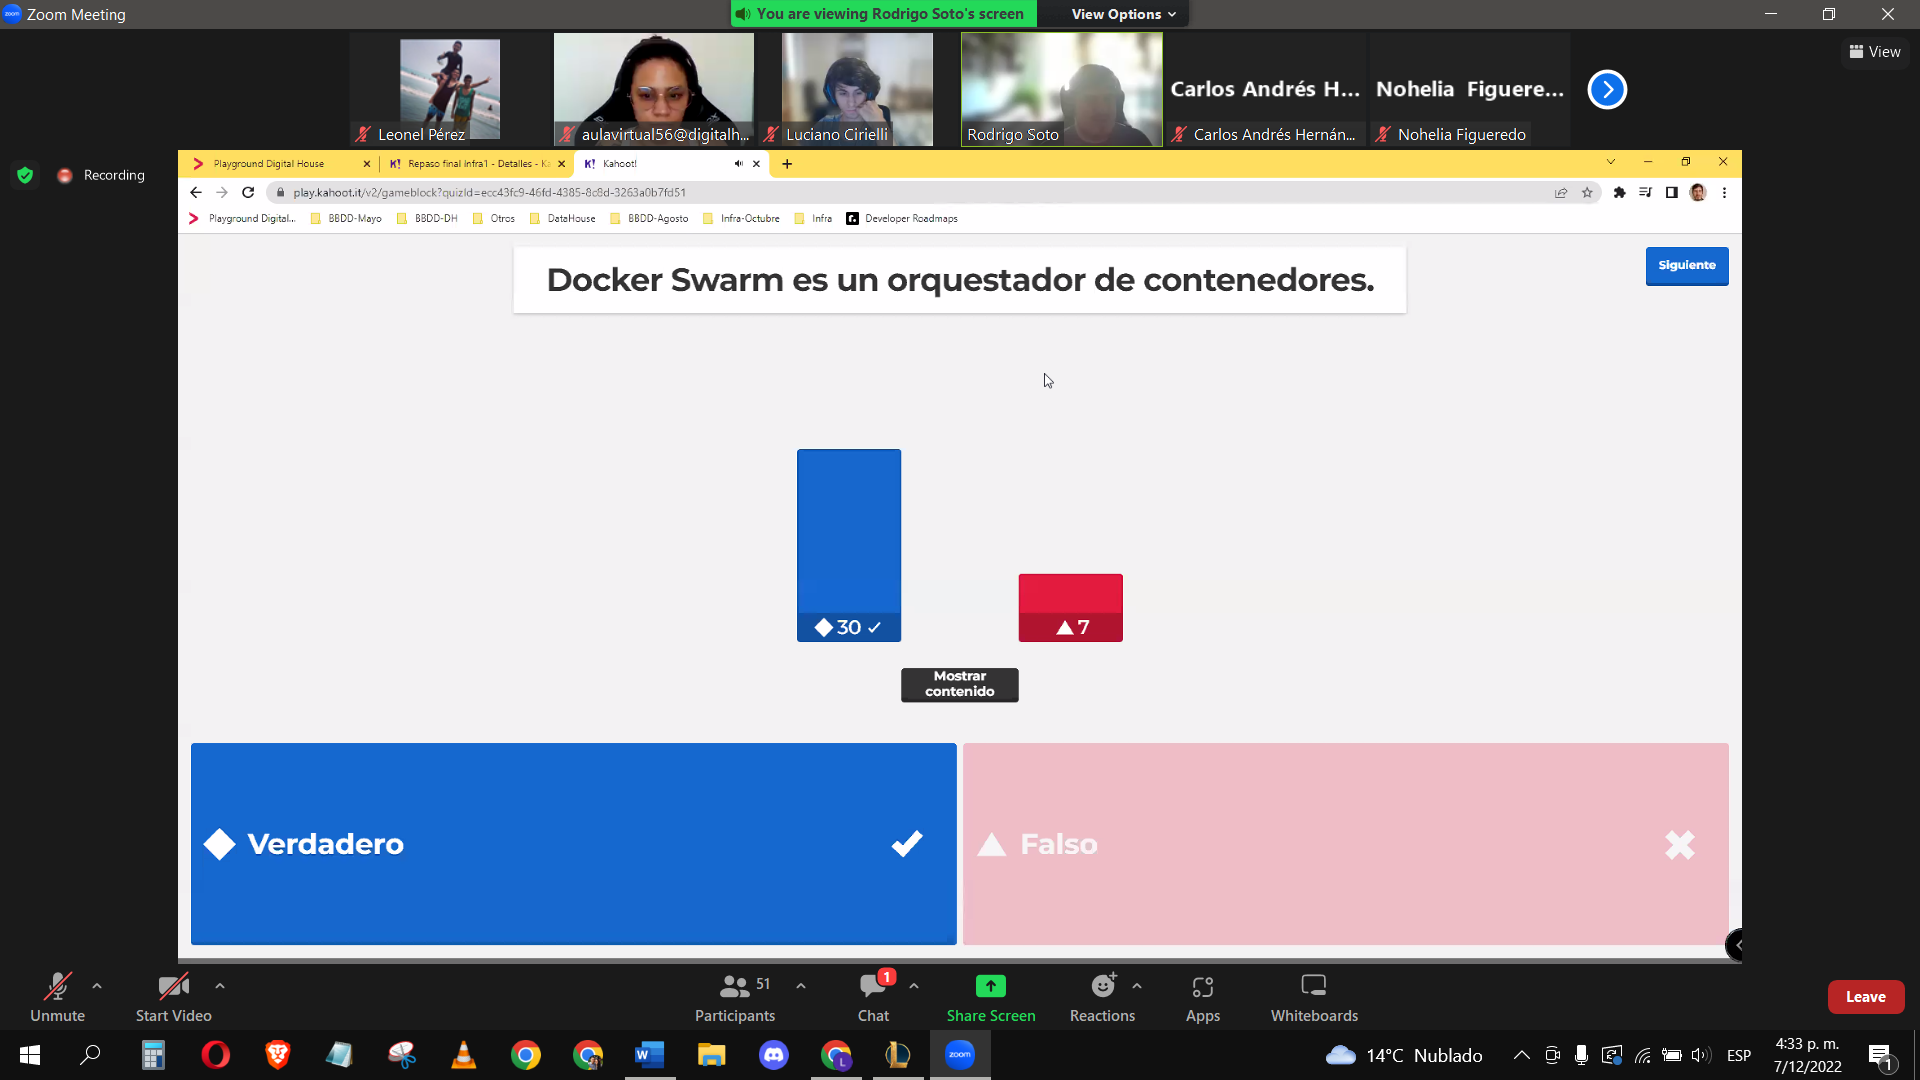 Zoom Meeting
You are viewing Rodrigo Soto's screen
View Options
View
Leonel Pérez
aulavirtual56@digitalh...
Luciano Cirielli
Rodrigo Soto
Carlos Andrés H...
Carlos Andrés Hernán...
Nohelia Figuere...
Nohelia Figueredo
Recording
Playground Digital House
Repaso final infra1 - Detalles - Ka
Kahoot!
play.kahoot.it/v2/gameblock?quizId=ecc43fc9-46fd-4385-8c8d-3263a0b7fd51
Playground Digital...
BBDD-Mayo
BBDD-DH
Otros
DataHouse
BBDD-Agosto
Infra-Octubre
Infra
Developer Roadmaps
Docker Swarm es un orquestador de contenedores.
Siguiente
30
7
Mostrar
contenido
Verdadero
Falso
Unmute
Start Video
51
Participants
1
Chat
Share Screen
Reactions
Apps
Whiteboards
Leave
zoom
14°C Nublado
ESP
4:33 p. m.
7/12/2022
1